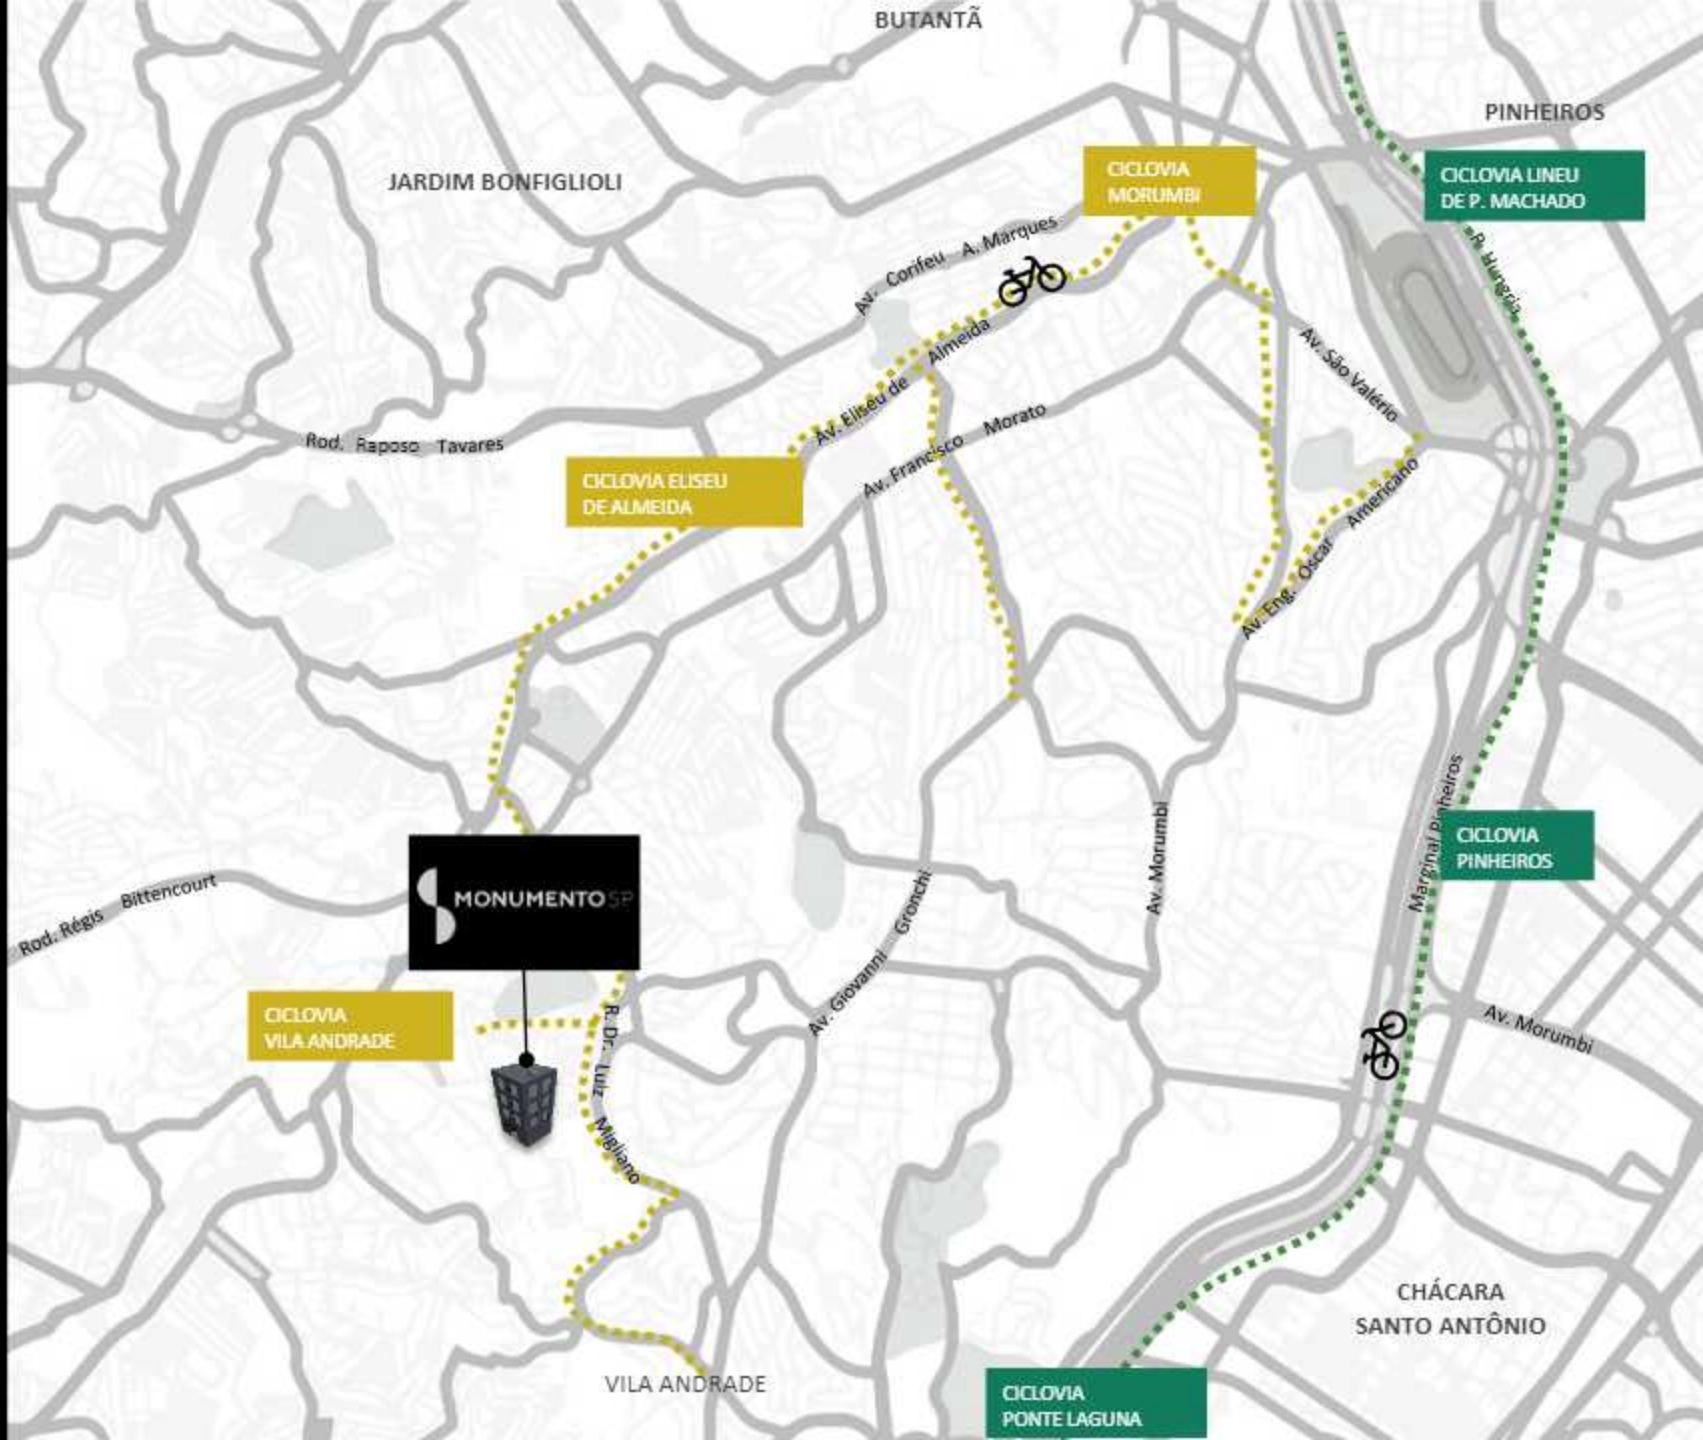 BUTANTÃ
PINHEIROS
JARDIM BONFIGLIOLI
CICLOVIA
MORUMBI
CICLOVIA LINEU
DE P. MACHADO
R. Hungria
Av. Corifeu A. Marques
Av. Eliseu de Almeida
Av. São Valério
Av. Francisco Morato
Rod. Raposo Tavares
CICLOVIA ELISEU
DE ALMEIDA
Av. Eng. Oscar Americano
Marginal Pinheiros
CICLOVIA
PINHEIROS
Av. Morumbi
Rod. Régis Bittencourt
MONUMENTO SP
Av. Giovanni Gronchi
CICLOVIA
VILA ANDRADE
R. Dr. Luiz Migliano
Av. Morumbi
CHÁCARA
SANTO ANTÔNIO
VILA ANDRADE
CICLOVIA
PONTE LAGUNA